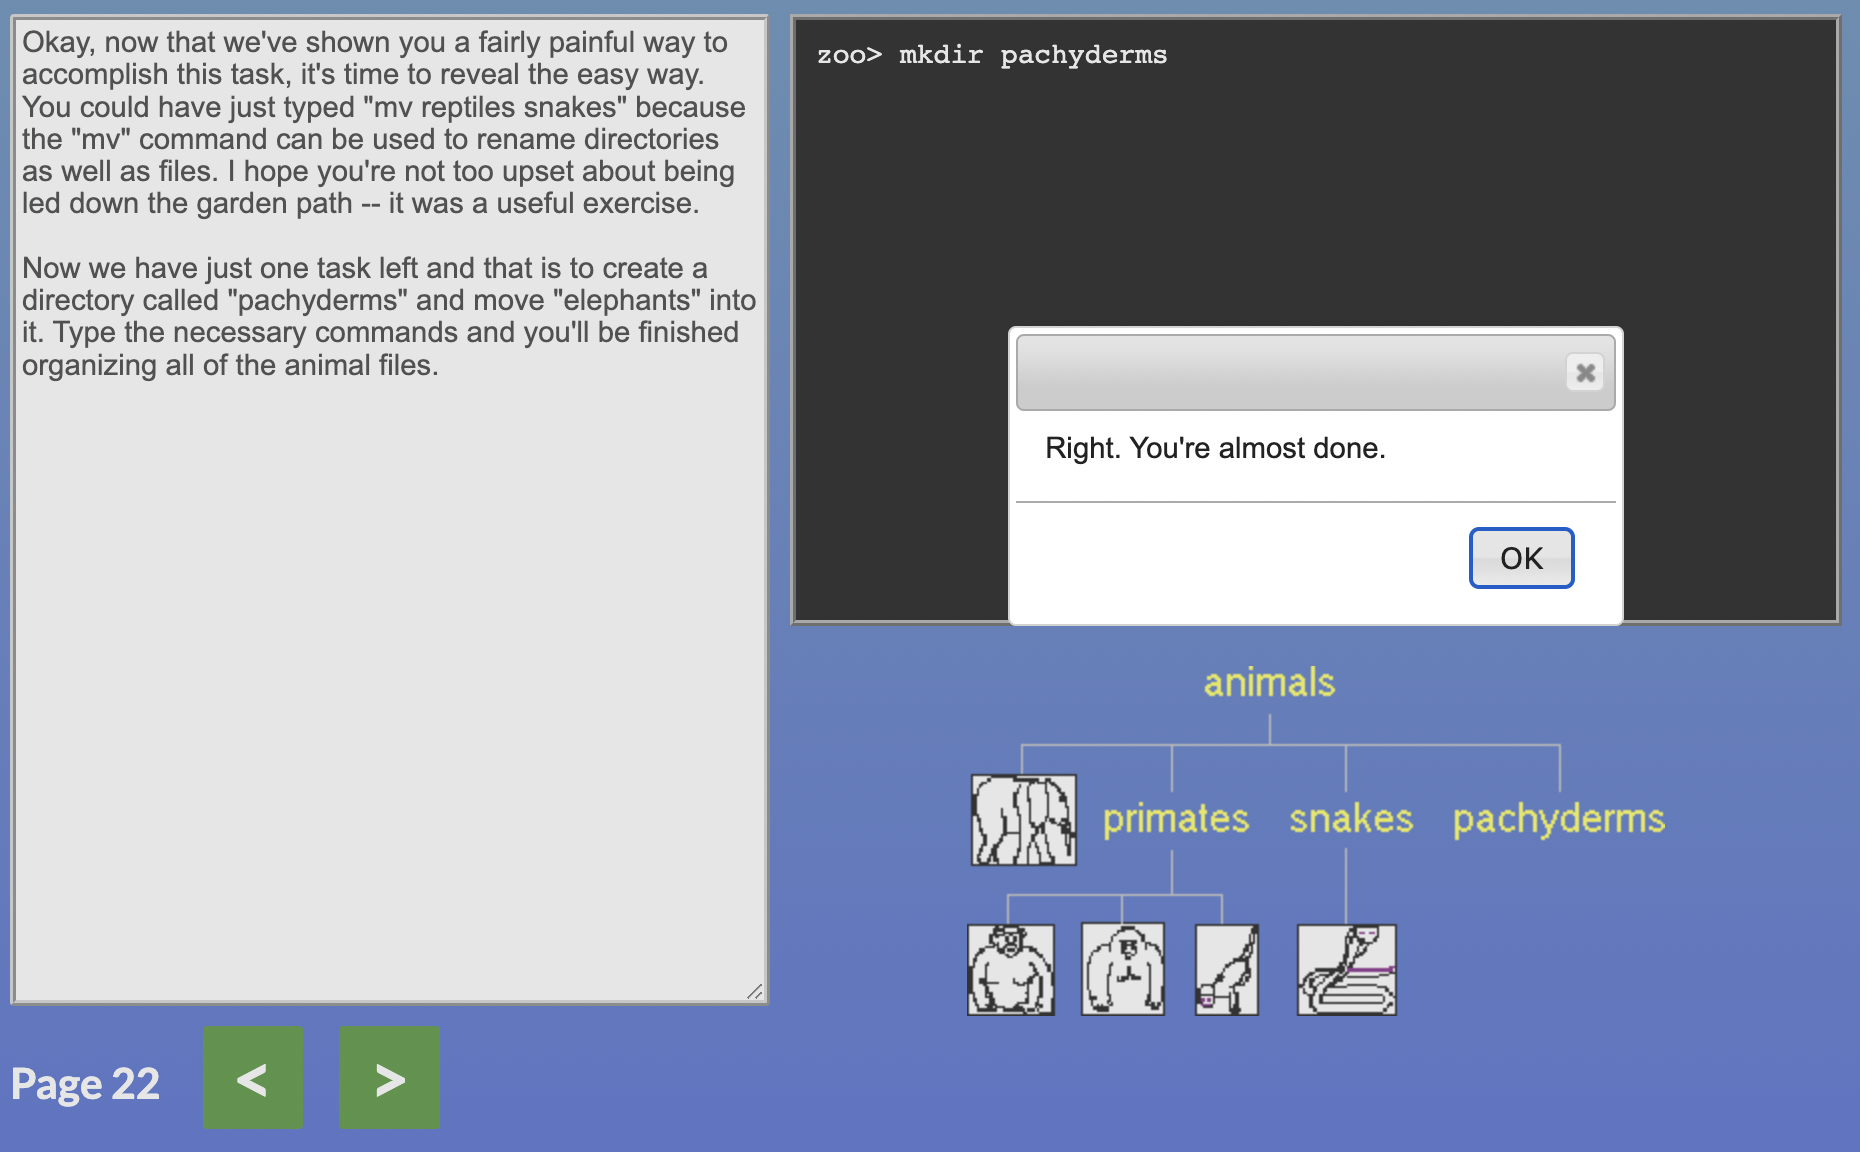 Okay, now that we've shown you a fairly painful way to
accomplish this task, it's time to reveal the easy way.
You could have just typed "mv reptiles snakes" because
the "mv" command can be used to rename directories
as well as files. I hope you're not too upset about being
led down the garden path -- it was a useful exercise.
Now we have just one task left and that is to create a
directory called "pachyderms" and move "elephants" into
it. Type the necessary commands and you'll be finished
organizing all of the animal files.
Page 22
<
>
zoo> mkdir pachyderms
Right. You're almost done.
OK
animals
primates snakes pachyderms